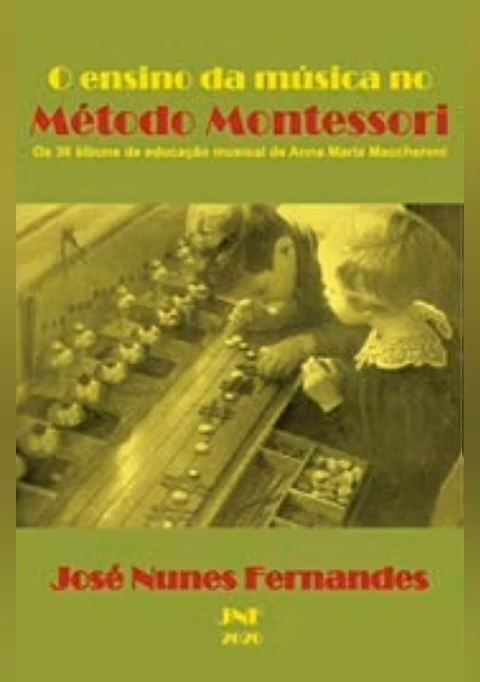 O ensino da música no
Método Montessori
Os 36 álbuns de educação musical de Anna Maria Maccheroni
José Nunes Fernandes
JNF
2020